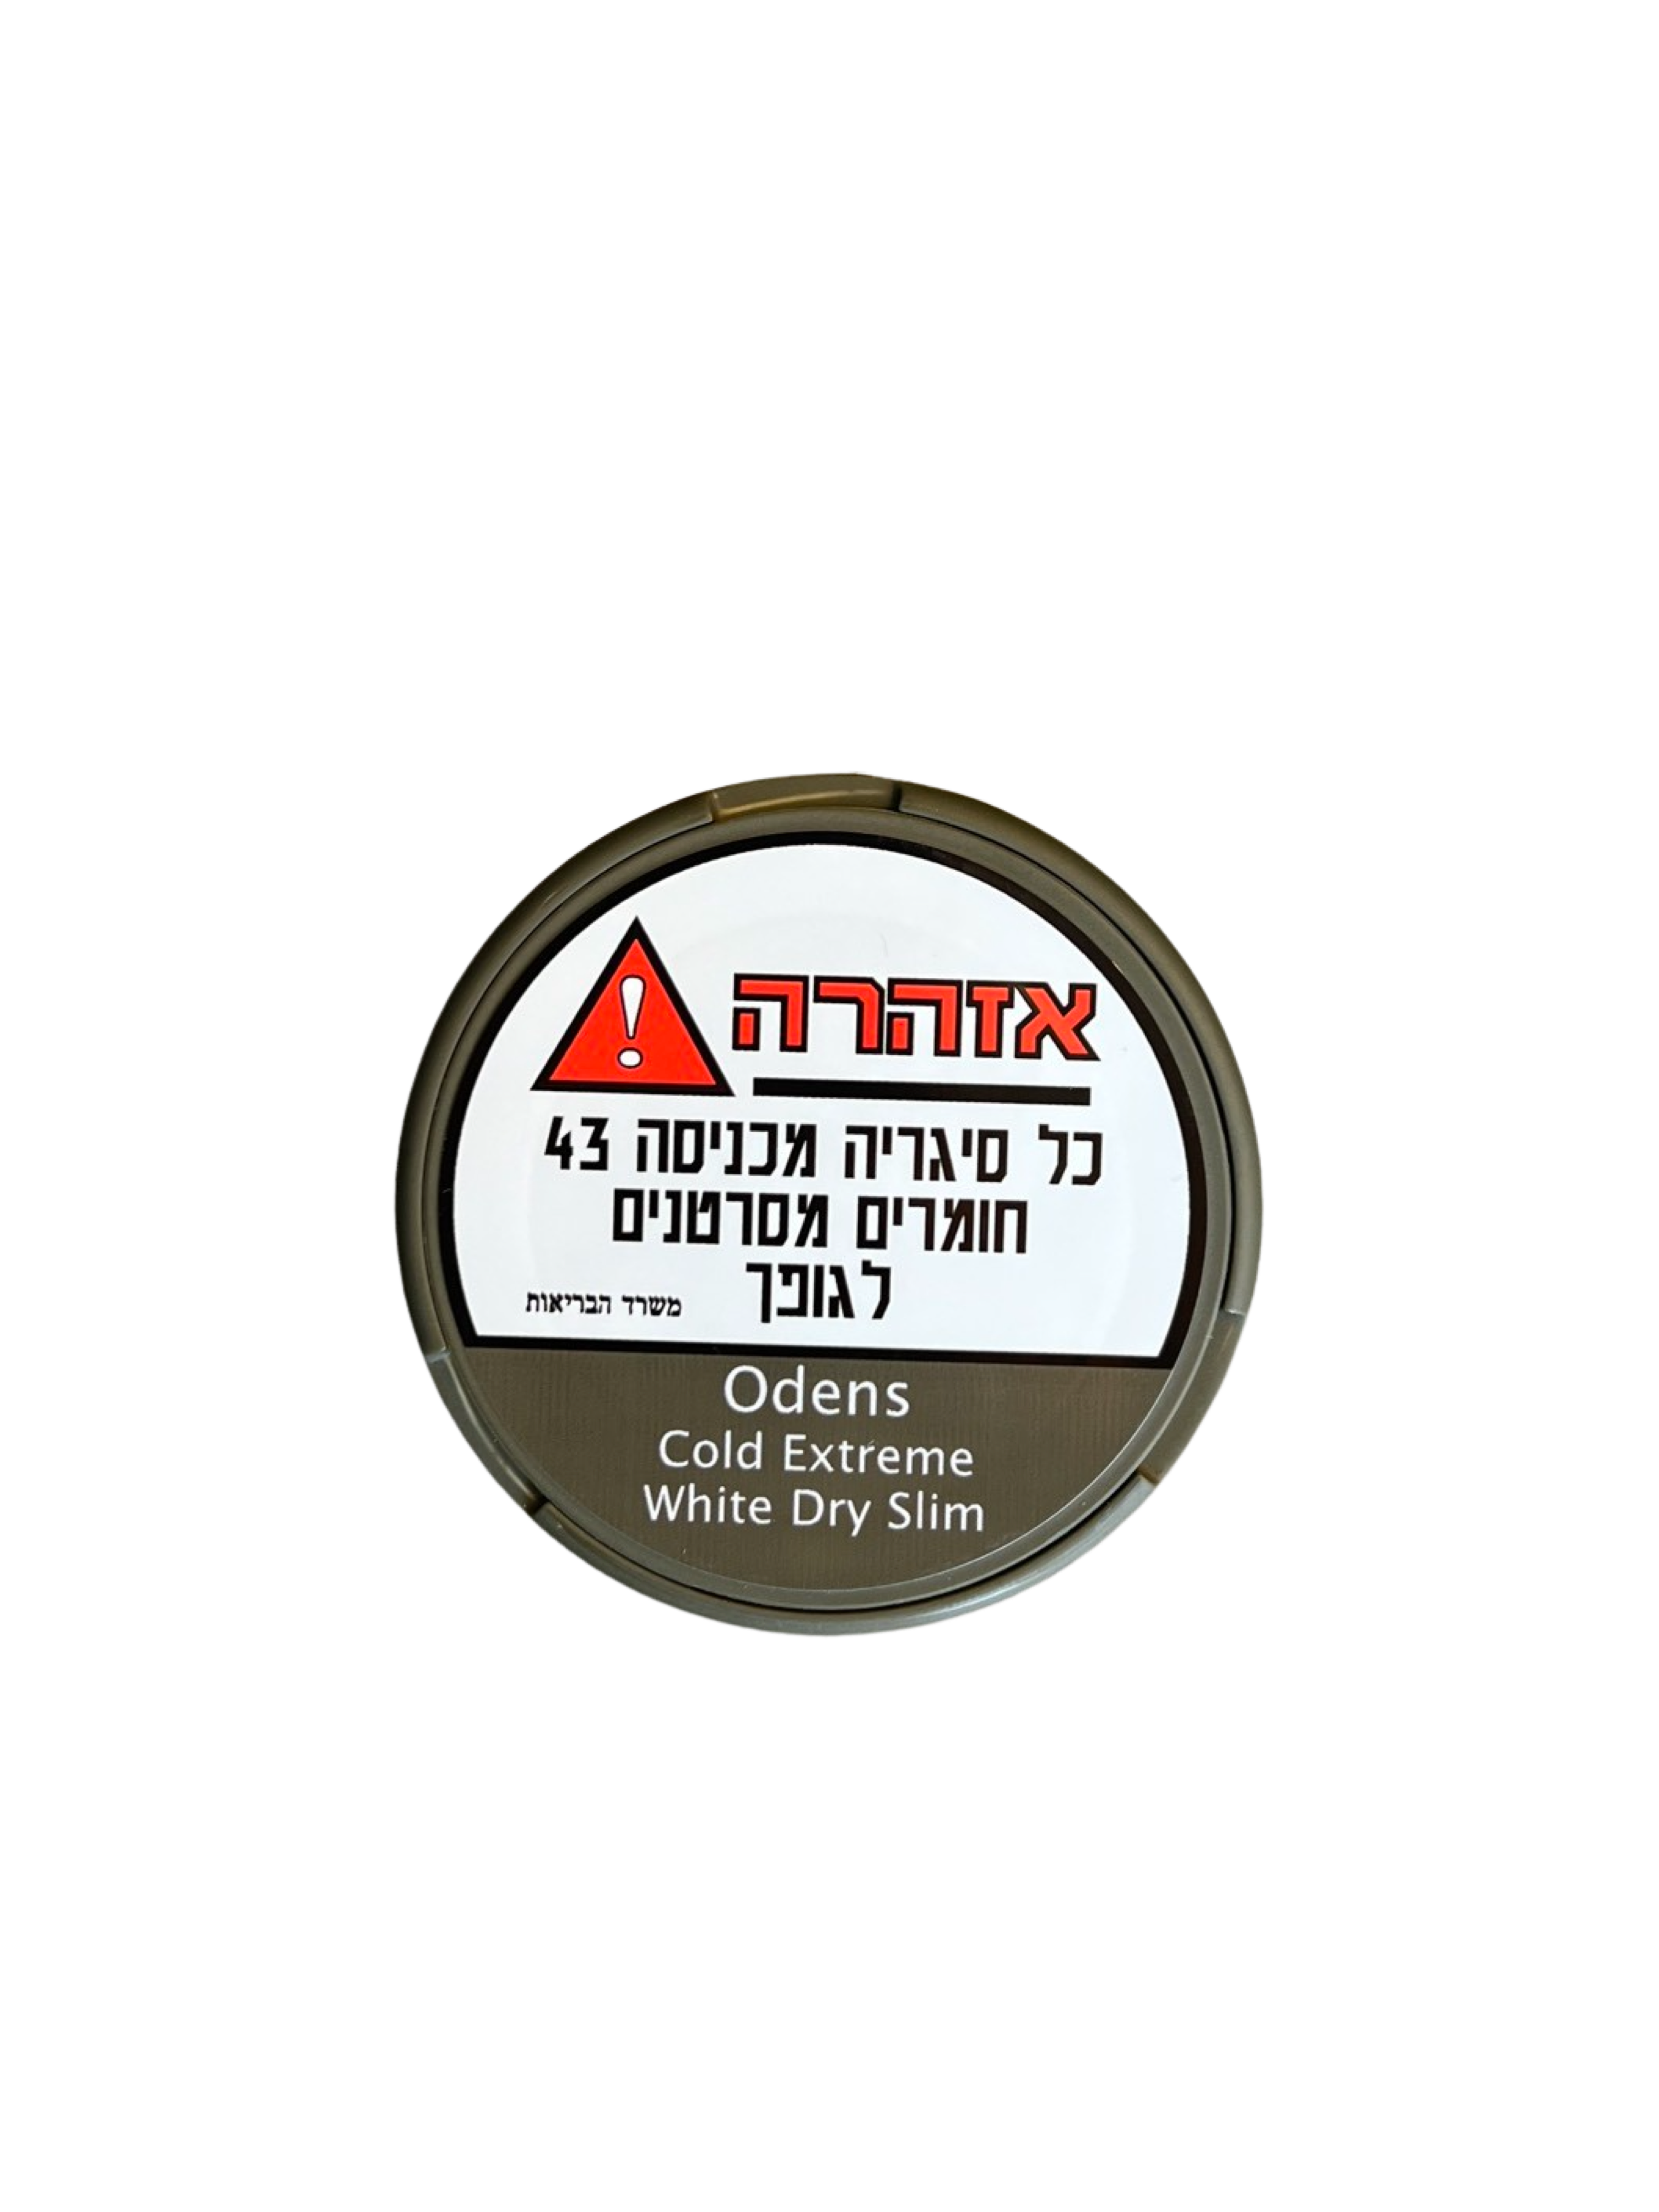 אזהרה
כל סיגריה מכניסה 43
חומרים מסרטנים
לגופך
משרד הבריאות
Odens
Cold Extreme
White Dry Slim